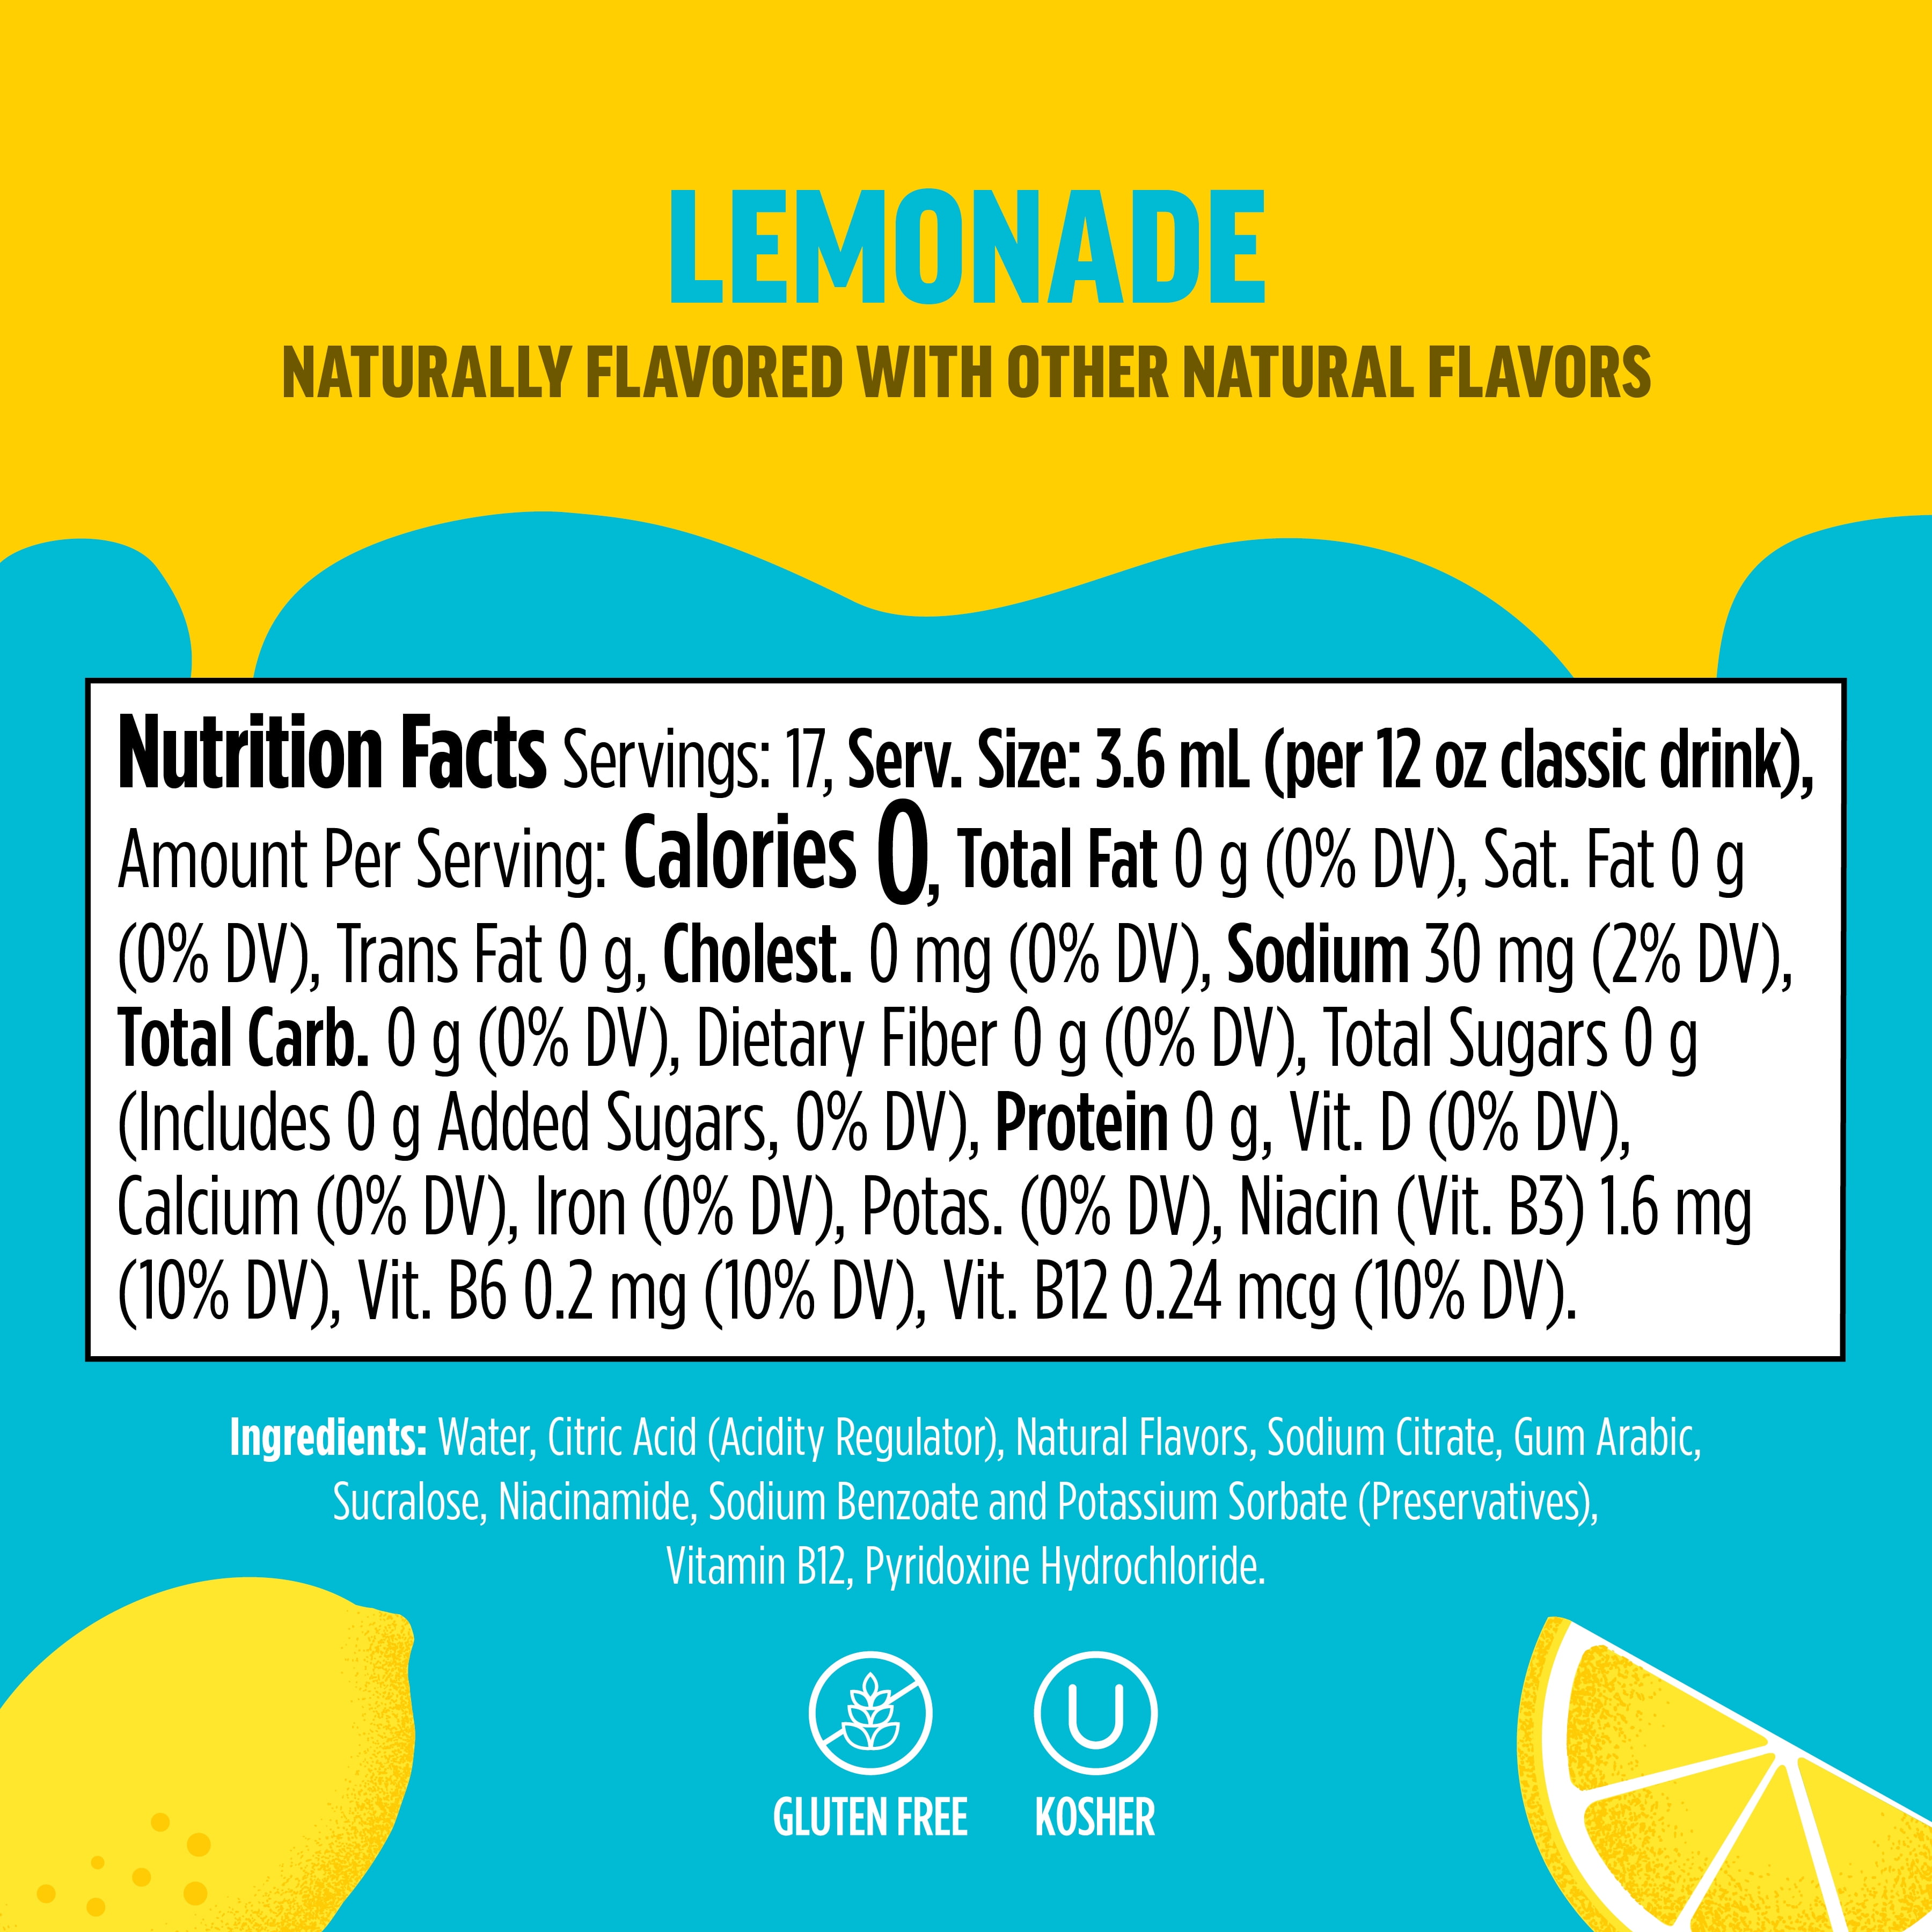 LEMONADE
NATURALLY FLAVORED WITH OTHER NATURAL FLAVORS
Nutrition Facts Servings: 17, Serv. Size: 3.6 mL (per 12 oz classic drink),
Amount Per Serving: Calories 0, Total Fat 0 g (0% DV), Sat. Fat 0 g
(0% DV), Trans Fat 0 g, Cholest. 0 mg (0% DV), Sodium 30 mg (2% DV),
Total Carb. 0 g (0% DV), Dietary Fiber 0 g (0% DV), Total Sugars 0 g
(Includes 0 g Added Sugars, 0% DV), Protein 0 g, Vit. D (0% DV),
Calcium (0% DV), Iron (0% DV), Potas. (0% DV), Niacin (Vit. B3) 1.6 mg
(10% DV), Vit. B6 0.2 mg (10% DV), Vit. B12 0.24 mcg (10% DV).
Ingredients: Water, Citric Acid (Acidity Regulator), Natural Flavors, Sodium Citrate, Gum Arabic,
Sucralose, Niacinamide, Sodium Benzoate and Potassium Sorbate (Preservatives),
Vitamin B12, Pyridoxine Hydrochloride.
U
GLUTEN FREE KOSHER